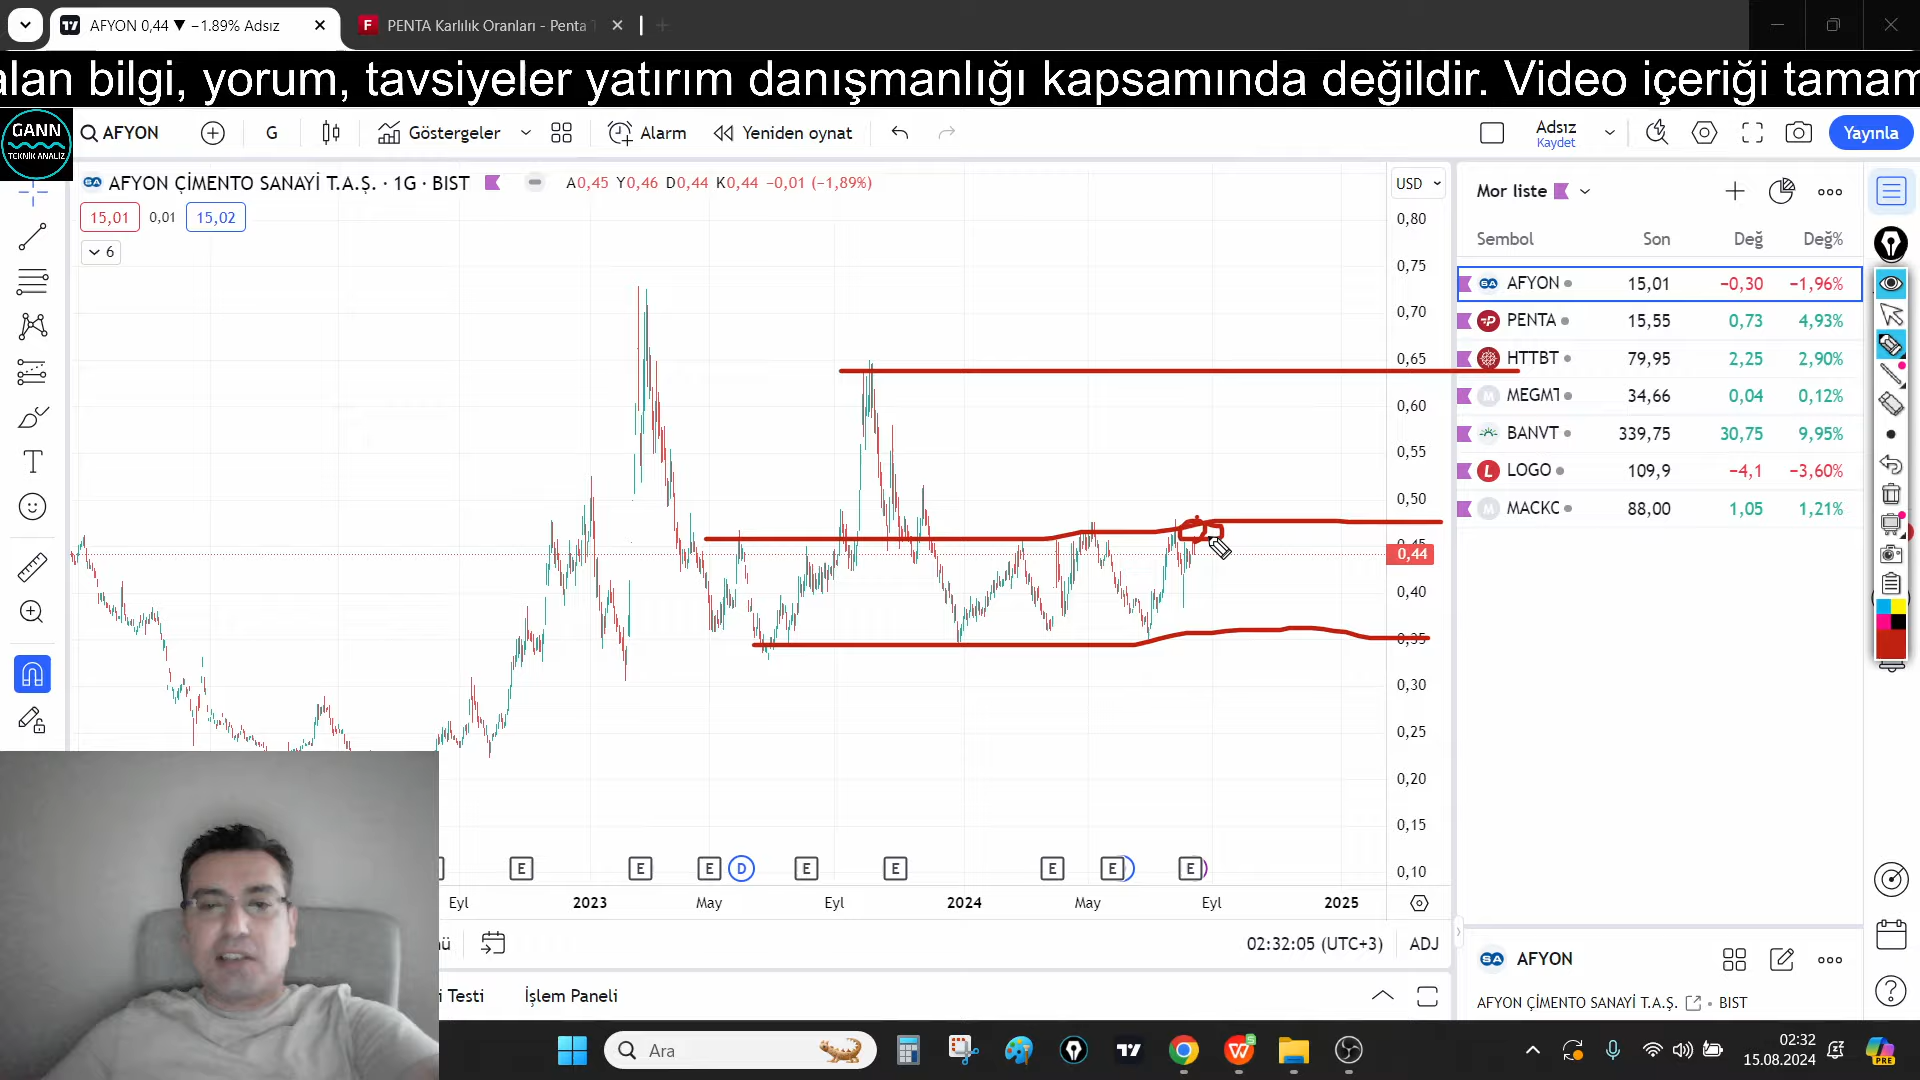 AFYON 0,44 ▼ −1.89% Adsız
PENTA Karlılık Oranları - Penta
alan bilgi, yorum, tavsiyeler yatırım danışmanlığı kapsamında değildir. Video içeriği tamam
GANN
TEKNİK ANALİZ
AFYON
G
Göstergeler
Alarm
Yeniden oynat
Adsız
Kaydet
Yayınla
AFYON ÇİMENTO SANAYİ T.A.Ş. · 1G · BIST
A0,45 Y0,46 D0,44 K0,44 −0,01 (−1,89%)
15,01 0,01 15,02
6
USD
0,80
0,75
0,70
0,65
0,60
0,55
0,50
0,45
0,44
0,40
0,35
0,30
0,25
0,20
0,15
0,10
E E E D E E E E E
Eyl 2023 May Eyl 2024 May Eyl 2025
02:32:05 (UTC+3) ADJ
i Testi İşlem Paneli
Mor liste
Sembol Son Değ Değ%
AFYON 15,01 −0,30 −1,96%
PENTA 15,55 0,73 4,93%
HTTBT 79,95 2,25 2,90%
MEGMT 34,66 0,04 0,12%
BANVT 339,75 30,75 9,95%
LOGO 109,9 −4,1 −3,60%
MACKO 88,00 1,05 1,21%
AFYON
AFYON ÇİMENTO SANAYİ T.A.Ş. • BIST
Ara
02:32
15.08.2024
PRE